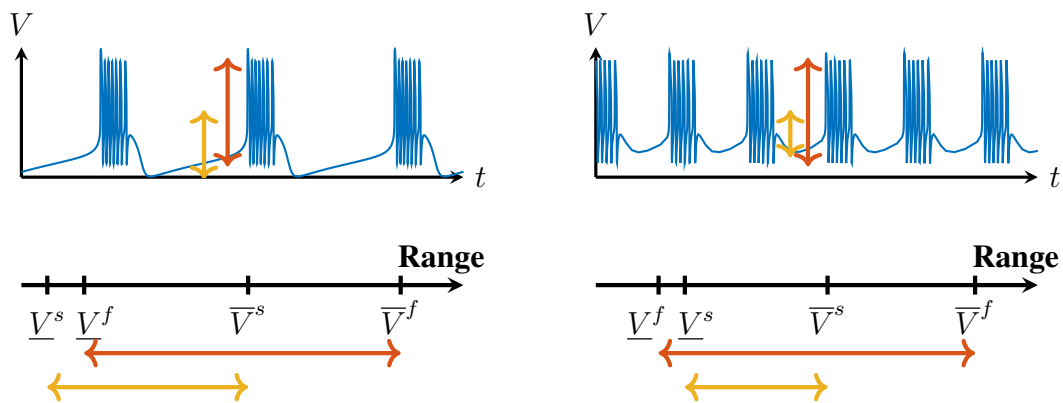 V
t
Range
V̲ˢ V̲ᶠ V̅ˢ V̅ᶠ
V
t
Range
V̲ᶠ V̲ˢ V̅ˢ V̅ᶠ